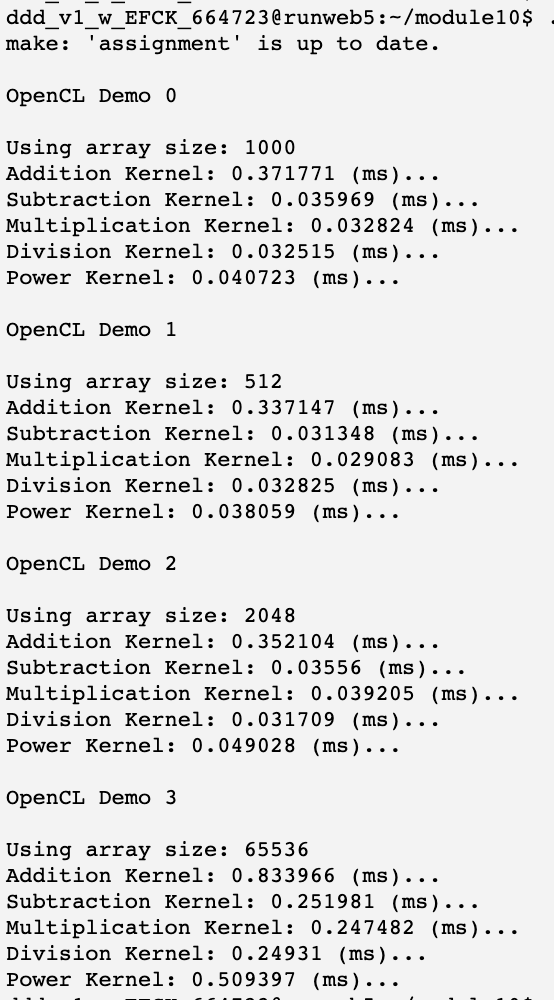 ddd_v1_w_EFCK_664723@runweb5:~/module10$ .
make: 'assignment' is up to date.
OpenCL Demo 0
Using array size: 1000
Addition Kernel: 0.371771 (ms)...
Subtraction Kernel: 0.035969 (ms)...
Multiplication Kernel: 0.032824 (ms)...
Division Kernel: 0.032515 (ms)...
Power Kernel: 0.040723 (ms)...
OpenCL Demo 1
Using array size: 512
Addition Kernel: 0.337147 (ms)...
Subtraction Kernel: 0.031348 (ms)...
Multiplication Kernel: 0.029083 (ms)...
Division Kernel: 0.032825 (ms)...
Power Kernel: 0.038059 (ms)...
OpenCL Demo 2
Using array size: 2048
Addition Kernel: 0.352104 (ms)...
Subtraction Kernel: 0.03556 (ms)...
Multiplication Kernel: 0.039205 (ms)...
Division Kernel: 0.031709 (ms)...
Power Kernel: 0.049028 (ms)...
OpenCL Demo 3
Using array size: 65536
Addition Kernel: 0.833966 (ms)...
Subtraction Kernel: 0.251981 (ms)...
Multiplication Kernel: 0.247482 (ms)...
Division Kernel: 0.24931 (ms)...
Power Kernel: 0.509397 (ms)...